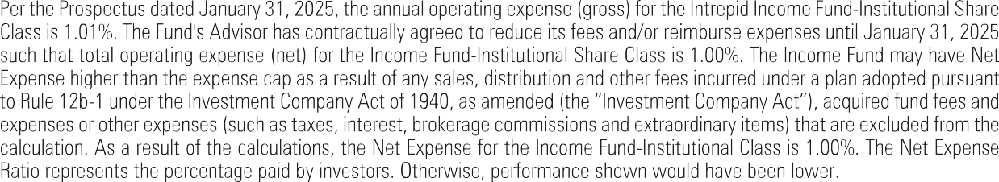 Per the Prospectus dated January 31, 2025, the annual operating expense (gross) for the Intrepid Income Fund-Institutional Share
Class is 1.01%. The Fund's Advisor has contractually agreed to reduce its fees and/or reimburse expenses until January 31, 2025
such that total operating expense (net) for the Income Fund-Institutional Share Class is 1.00%. The Income Fund may have Net
Expense higher than the expense cap as a result of any sales, distribution and other fees incurred under a plan adopted pursuant
to Rule 12b-1 under the Investment Company Act of 1940, as amended (the “Investment Company Act”), acquired fund fees and
expenses or other expenses (such as taxes, interest, brokerage commissions and extraordinary items) that are excluded from the
calculation. As a result of the calculations, the Net Expense for the Income Fund-Institutional Class is 1.00%. The Net Expense
Ratio represents the percentage paid by investors. Otherwise, performance shown would have been lower.